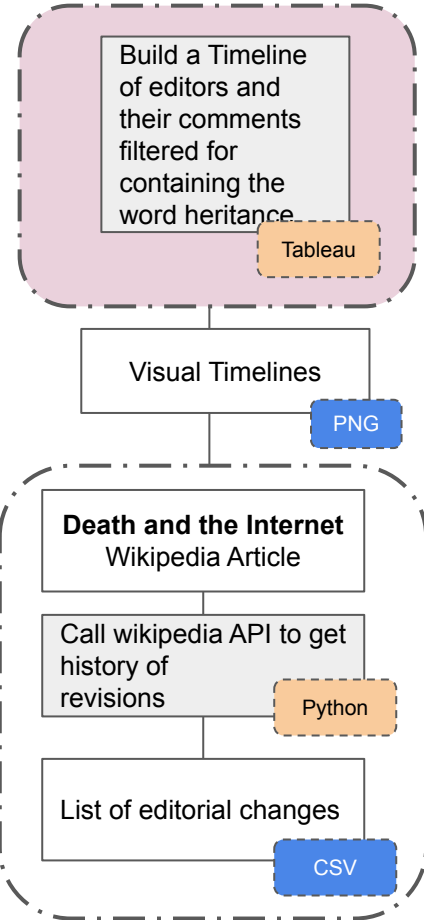 Build a Timeline
of editors and
their comments
filtered for
containing the
word heritance
Tableau
Visual Timelines
PNG
Death and the Internet
Wikipedia Article
Call wikipedia API to get
history of
revisions
Python
List of editorial changes
CSV